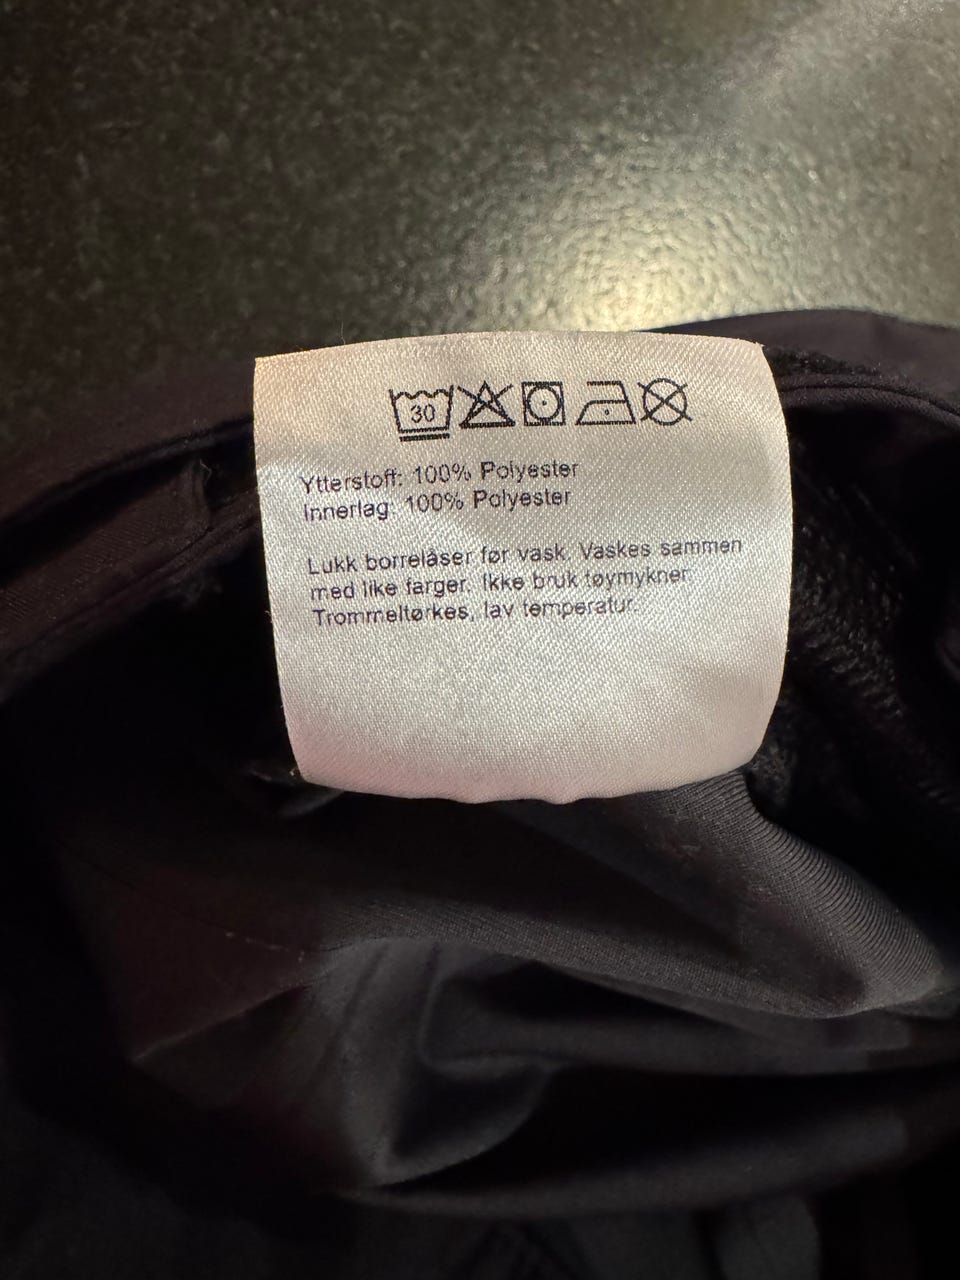 30
Ytterstoff: 100% Polyester
Innerlag: 100% Polyester
Lukk borrelåser før vask. Vaskes sammen
med like farger. Ikke bruk tøymykner.
Trommeltørkes, lav temperatur.